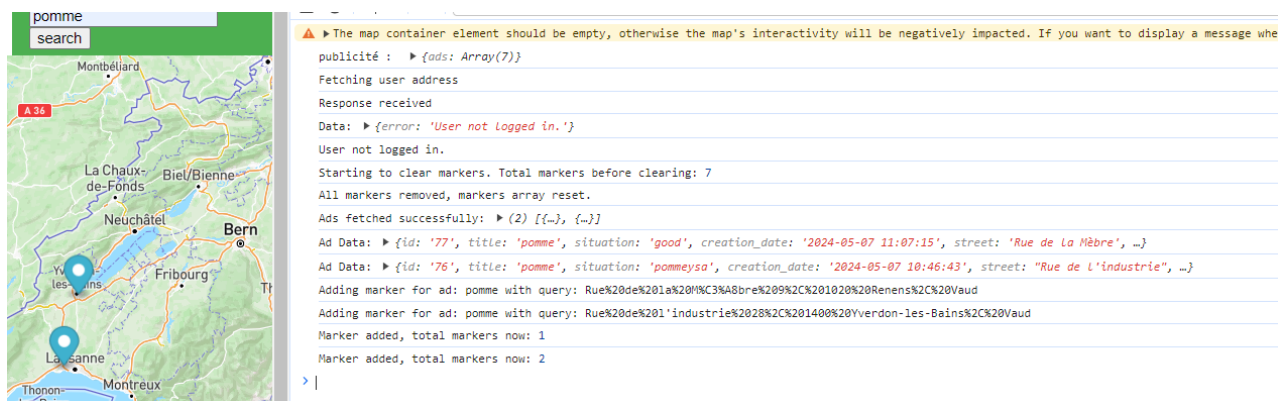 pomme
search
Montbéliard
A 36
La Chaux-
de-Fonds
Biel/Bienne
Neuchâtel
Bern
Fribourg
les-
Montreux
Thonon-
The map container element should be empty, otherwise the map's interactivity will be negatively impacted. If you want to display a message whe
publicité : ▶ {ads: Array(7)}
Fetching user address
Response received
Data: ▶ {error: 'User not Logged in.'}
User not logged in.
Starting to clear markers. Total markers before clearing: 7
All markers removed, markers array reset.
Ads fetched successfully: ▶ (2) [{…}, {…}]
Ad Data: ▶ {id: '77', title: 'pomme', situation: 'good', creation_date: '2024-05-07 11:07:15', street: 'Rue de La Mèbre', …}
Ad Data: ▶ {id: '76', title: 'pomme', situation: 'pommeysa', creation_date: '2024-05-07 10:46:43', street: "Rue de L'industrie", …}
Adding marker for ad: pomme with query: Rue%20de%20la%20M%C3%A8bre%209%2C%201020%20Renens%2C%20Vaud
Adding marker for ad: pomme with query: Rue%20de%20l'industrie%2028%2C%201400%20Yverdon-les-Bains%2C%20Vaud
Marker added, total markers now: 1
Marker added, total markers now: 2
>